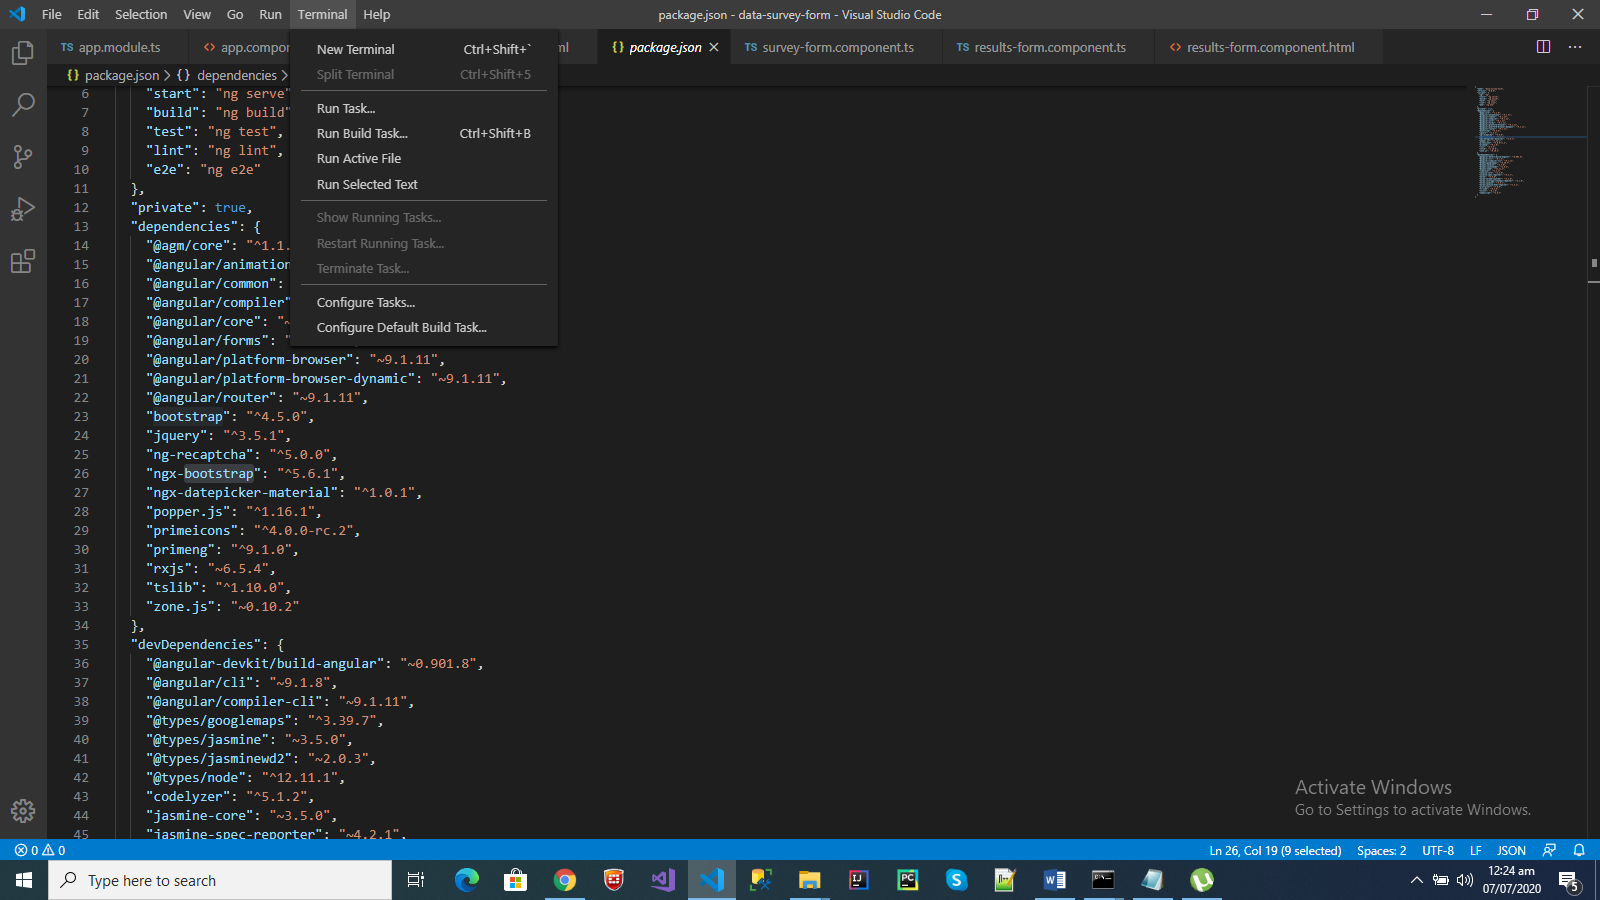 File Edit Selection View Go Run Terminal Help
package.json - data-survey-form - Visual Studio Code
TS app.module.ts
<> app.compor
ml
{} package.json
TS survey-form.component.ts
TS results-form.component.ts
<> results-form.component.html
{} package.json > {} dependencies >
New Terminal Ctrl+Shift+`
Split Terminal Ctrl+Shift+5
Run Task...
Run Build Task... Ctrl+Shift+B
Run Active File
Run Selected Text
Show Running Tasks...
Restart Running Task...
Terminate Task...
Configure Tasks...
Configure Default Build Task...
6 "start": "ng serve"
7 "build": "ng build"
8 "test": "ng test",
9 "lint": "ng lint",
10 "e2e": "ng e2e"
11 },
12 "private": true,
13 "dependencies": {
14 "@agm/core": "^1.1.
15 "@angular/animation
16 "@angular/common":
17 "@angular/compiler"
18 "@angular/core": "~
19 "@angular/forms": "
20 "@angular/platform-browser": "~9.1.11",
21 "@angular/platform-browser-dynamic": "~9.1.11",
22 "@angular/router": "~9.1.11",
23 "bootstrap": "^4.5.0",
24 "jquery": "^3.5.1",
25 "ng-recaptcha": "^5.0.0",
26 "ngx-bootstrap": "^5.6.1",
27 "ngx-datepicker-material": "^1.0.1",
28 "popper.js": "^1.16.1",
29 "primeicons": "^4.0.0-rc.2",
30 "primeng": "^9.1.0",
31 "rxjs": "~6.5.4",
32 "tslib": "^1.10.0",
33 "zone.js": "~0.10.2"
34 },
35 "devDependencies": {
36 "@angular-devkit/build-angular": "~0.901.8",
37 "@angular/cli": "~9.1.8",
38 "@angular/compiler-cli": "~9.1.11",
39 "@types/googlemaps": "^3.39.7",
40 "@types/jasmine": "~3.5.0",
41 "@types/jasminewd2": "~2.0.3",
42 "@types/node": "^12.11.1",
43 "codelyzer": "^5.1.2",
44 "jasmine-core": "~3.5.0",
45 "jasmine-spec-reporter": "~4.2.1",
Activate Windows
Go to Settings to activate Windows.
0 0
Ln 26, Col 19 (9 selected) Spaces: 2 UTF-8 LF JSON
Type here to search
12:24 am
07/07/2020
5